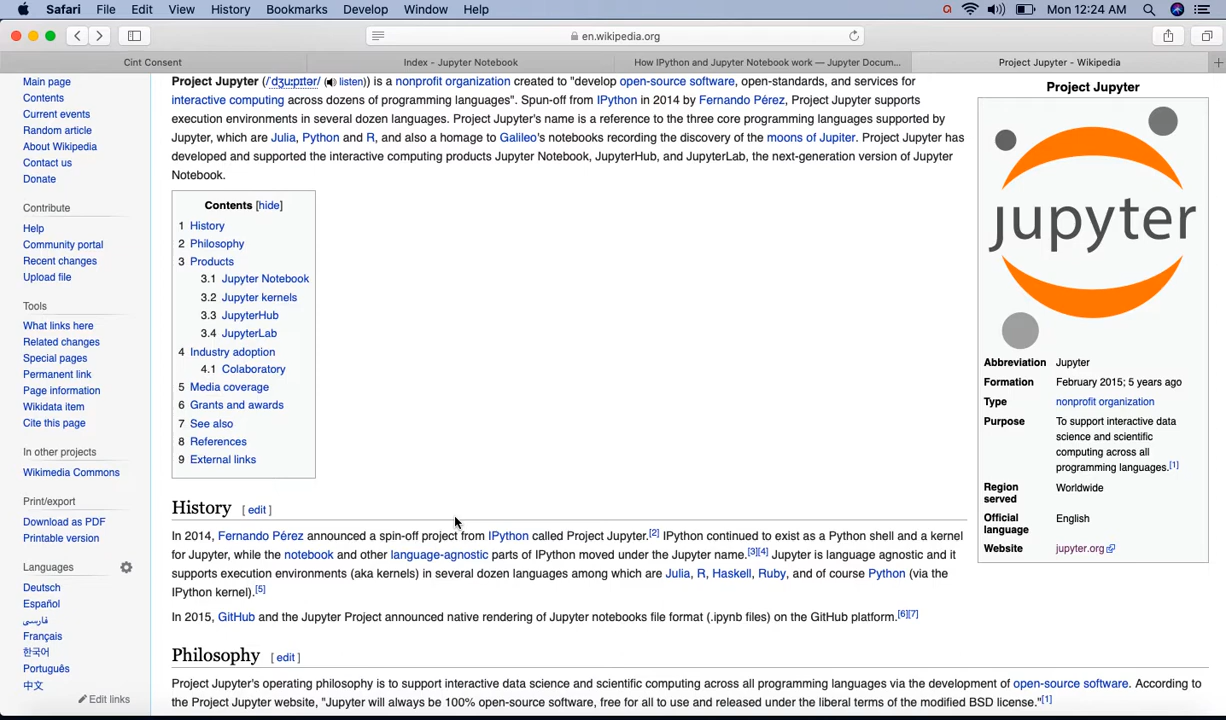 Safari File Edit View History Bookmarks Develop Window Help Mon 12:24 AM
en.wikipedia.org
Cint Consent Index - Jupyter Notebook How IPython and Jupyter Notebook work — Jupyter Docum... Project Jupyter - Wikipedia
Main page
Contents
Current events
Random article
About Wikipedia
Contact us
Donate
Contribute
Help
Community portal
Recent changes
Upload file
Tools
What links here
Related changes
Special pages
Permanent link
Page information
Wikidata item
Cite this page
In other projects
Wikimedia Commons
Print/export
Download as PDF
Printable version
Languages
Deutsch
Español
فارسی
Français
한국어
Português
中文
Edit links
Project Jupyter (/ˈdʒuːpɪtər/ ( listen)) is a nonprofit organization created to "develop open-source software, open-standards, and services for
interactive computing across dozens of programming languages". Spun-off from IPython in 2014 by Fernando Pérez, Project Jupyter supports
execution environments in several dozen languages. Project Jupyter's name is a reference to the three core programming languages supported by
Jupyter, which are Julia, Python and R, and also a homage to Galileo's notebooks recording the discovery of the moons of Jupiter. Project Jupyter has
developed and supported the interactive computing products Jupyter Notebook, JupyterHub, and JupyterLab, the next-generation version of Jupyter
Notebook.
Contents [hide]
1 History
2 Philosophy
3 Products
3.1 Jupyter Notebook
3.2 Jupyter kernels
3.3 JupyterHub
3.4 JupyterLab
4 Industry adoption
4.1 Colaboratory
5 Media coverage
6 Grants and awards
7 See also
8 References
9 External links
History [ edit ]
In 2014, Fernando Pérez announced a spin-off project from IPython called Project Jupyter.[2] IPython continued to exist as a Python shell and a kernel
for Jupyter, while the notebook and other language-agnostic parts of IPython moved under the Jupyter name.[3][4] Jupyter is language agnostic and it
supports execution environments (aka kernels) in several dozen languages among which are Julia, R, Haskell, Ruby, and of course Python (via the
IPython kernel).[5]
In 2015, GitHub and the Jupyter Project announced native rendering of Jupyter notebooks file format (.ipynb files) on the GitHub platform.[6][7]
Philosophy [ edit ]
Project Jupyter's operating philosophy is to support interactive data science and scientific computing across all programming languages via the development of open-source software. According to
the Project Jupyter website, "Jupyter will always be 100% open-source software, free for all to use and released under the liberal terms of the modified BSD license."[1]
Project Jupyter
jupyter
Abbreviation Jupyter
Formation February 2015; 5 years ago
Type nonprofit organization
Purpose To support interactive data
science and scientific
computing across all
programming languages.[1]
Region served Worldwide
Official language English
Website jupyter.org